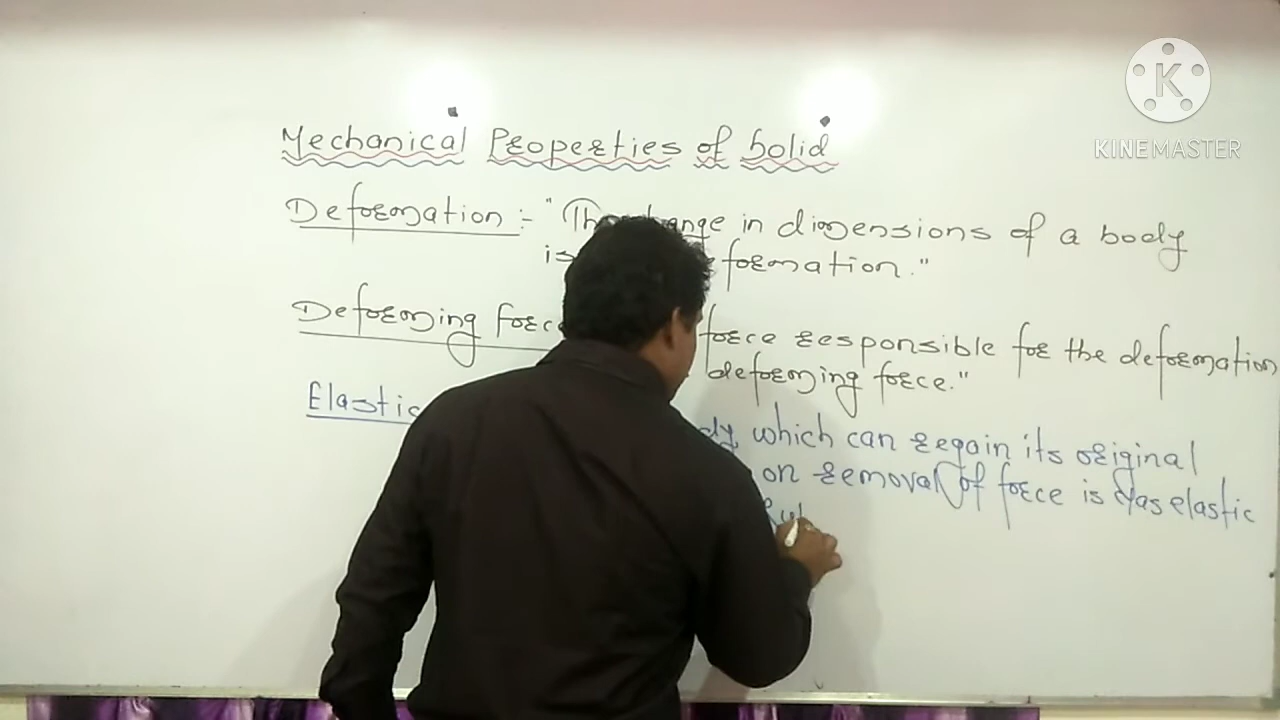 KINEMASTER
Mechanical Properties of Solid
Deformation :- "The change in dimensions of a body
is formation."
Deforming force force responsible for the deformation
deforming force."
Elastic which can regain its original
on removal of force is elastic